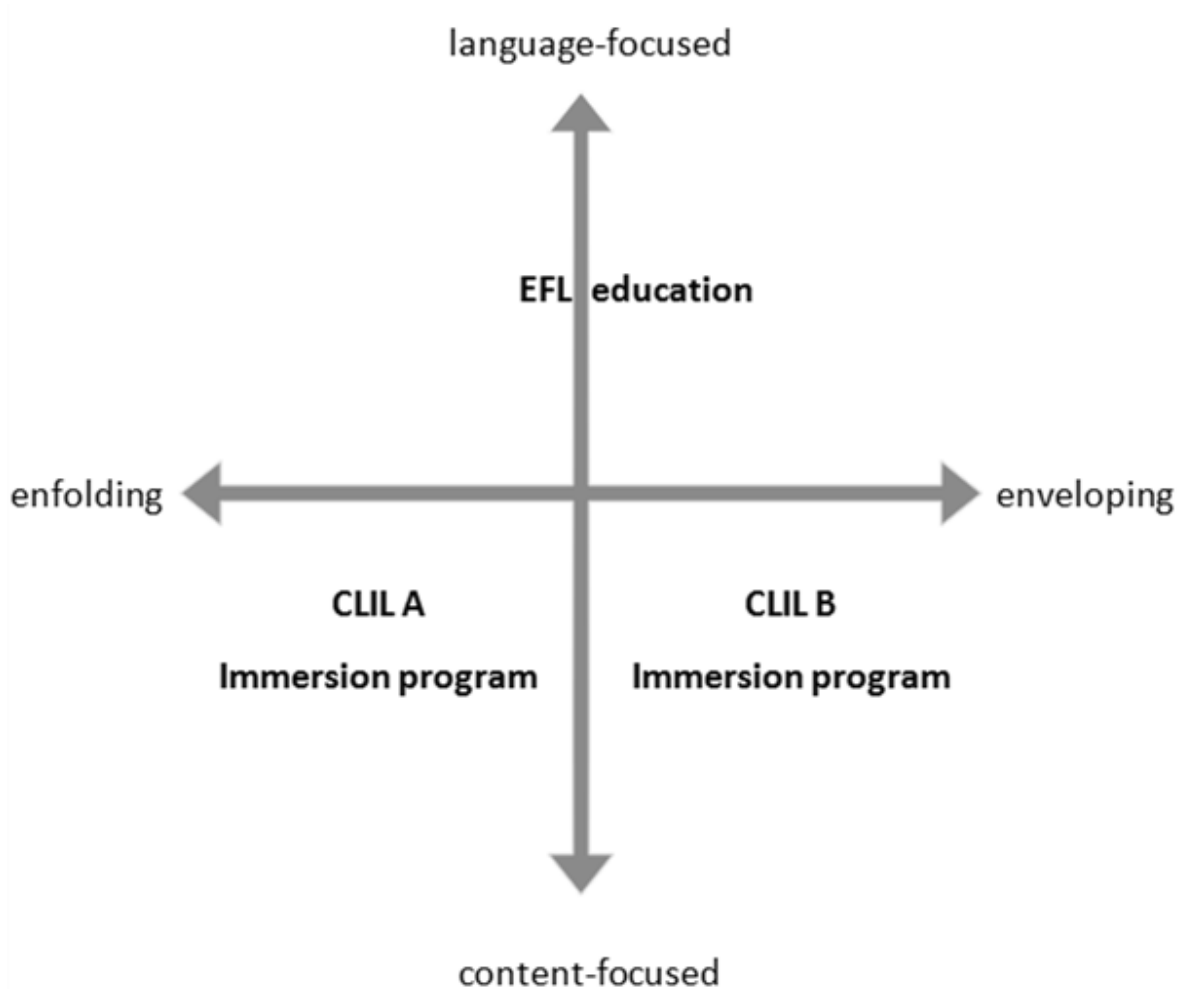 language-focused
EFL education
enfolding
enveloping
CLIL A
CLIL B
Immersion program
Immersion program
content-focused